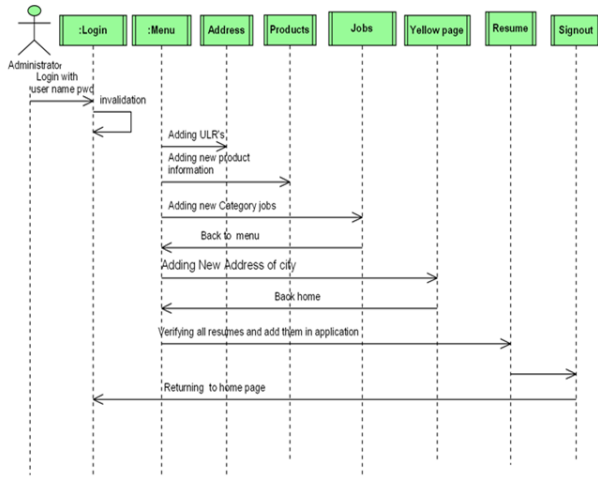 :Login
:Menu
Address
Products
Jobs
Yellow page
Resume
Signout
Administrator
Login with
user name pwd
invalidation
Adding ULR's
Adding new product
information
Adding new Category jobs
Back to menu
Adding New Address of city
Back home
Verifying all resumes and add them in application
Returning to home page